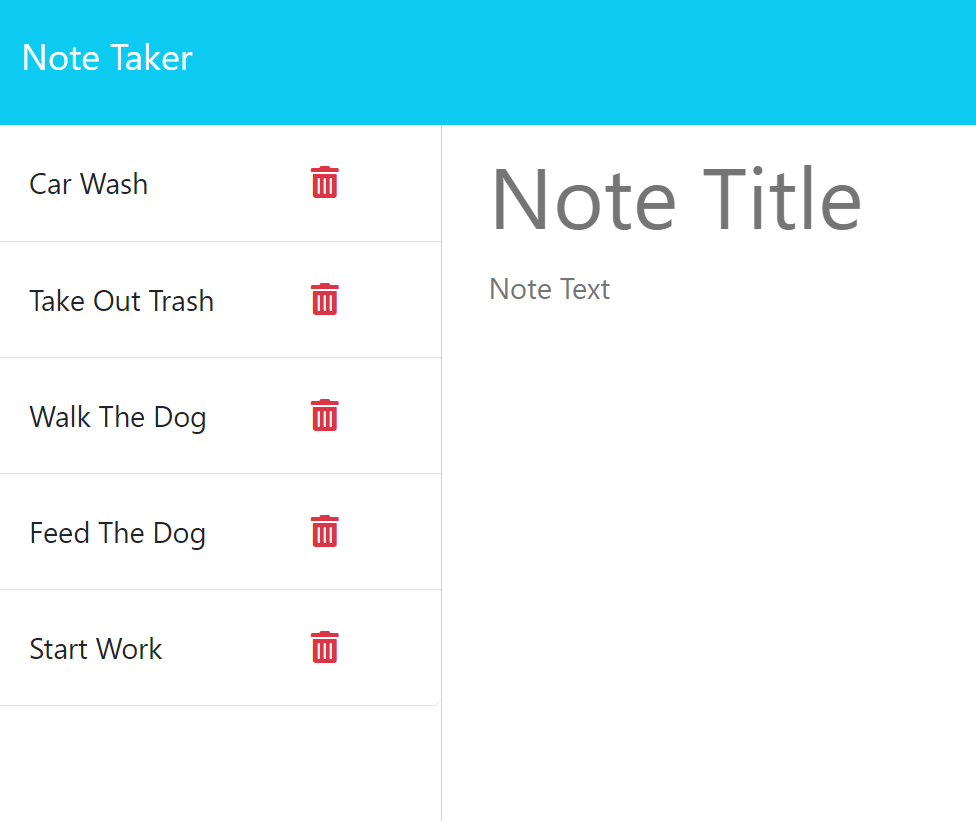 Note Taker
Car Wash
Take Out Trash
Walk The Dog
Feed The Dog
Start Work
Note Title
Note Text